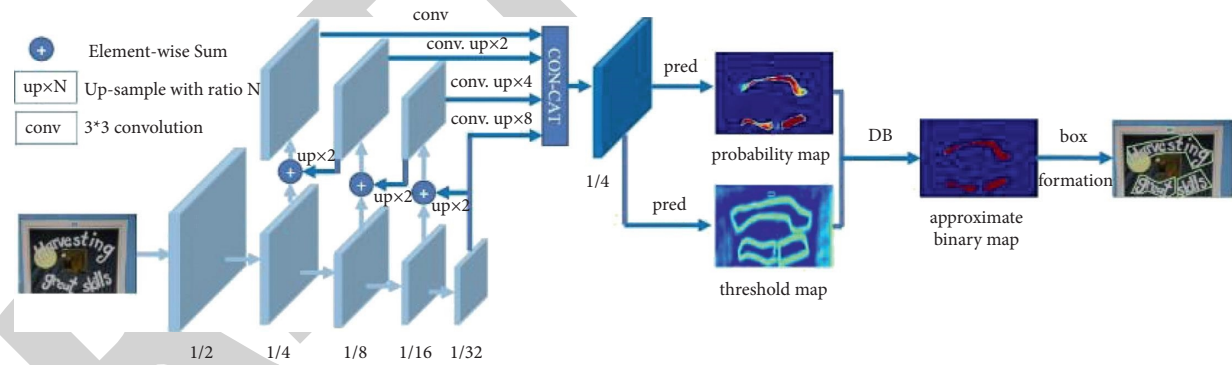 + Element-wise Sum
up×N Up-sample with ratio N
conv 3*3 convolution
conv
conv. up×2
conv. up×4
conv. up×8
CON-CAT
up×2
up×2
up×2
+
+
+
1/2
1/4
1/8
1/16
1/32
Harvesting
great skills
1/4
pred
probability map
pred
threshold map
DB
approximate
binary map
box
formation
Harvesting
great skills